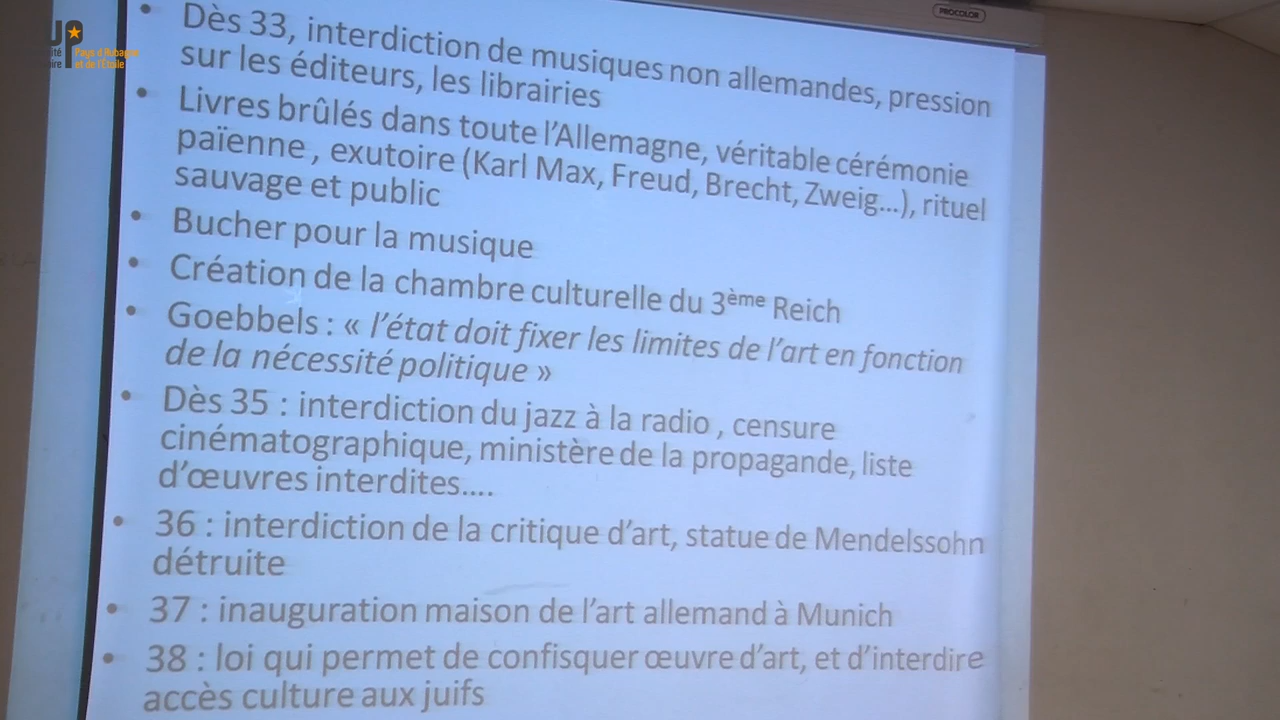 PROCOLOR
UP
Pays d'Aubagne
et de l'Étoile
• Dès 33, interdiction de musiques non allemandes, pression
sur les éditeurs, les librairies
• Livres brûlés dans toute l'Allemagne, véritable cérémonie
païenne , exutoire (Karl Max, Freud, Brecht, Zweig...), rituel
sauvage et public
• Bucher pour la musique
• Création de la chambre culturelle du 3ème Reich
• Goebbels : « l'état doit fixer les limites de l'art en fonction
de la nécessité politique »
• Dès 35 : interdiction du jazz à la radio , censure
cinématographique, ministère de la propagande, liste
d'œuvres interdites....
• 36 : interdiction de la critique d'art, statue de Mendelssohn
détruite
• 37 : inauguration maison de l'art allemand à Munich
• 38 : loi qui permet de confisquer œuvre d'art, et d'interdire
accès culture aux juifs